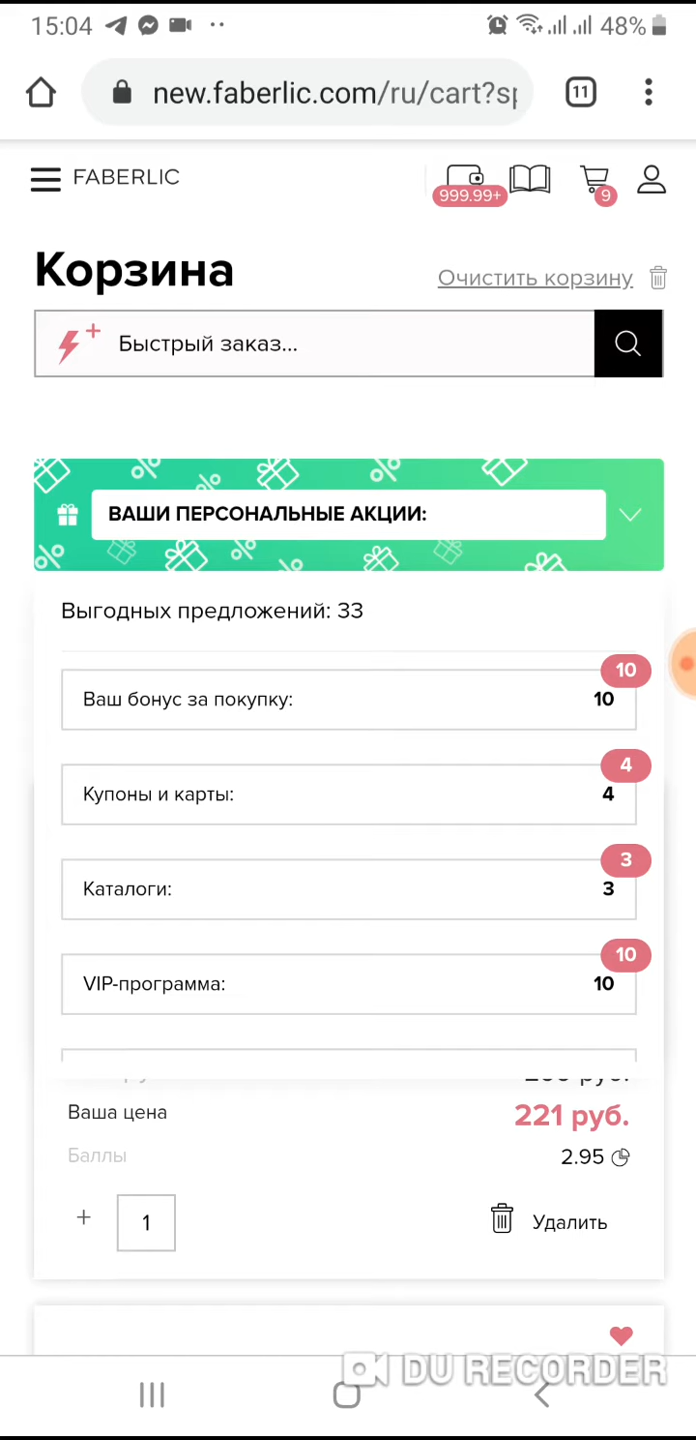 15:04
48%
new.faberlic.com/ru/cart?sp
11
FABERLIC
999.99+
9
Корзина
Очистить корзину
Быстрый заказ...
ВАШИ ПЕРСОНАЛЬНЫЕ АКЦИИ:
Выгодных предложений: 33
10
Ваш бонус за покупку: 10
4
Купоны и карты: 4
3
Каталоги: 3
10
VIP-программа: 10
Ваша цена 221 руб.
Баллы 2.95
+ 1 Удалить
DU RECORDER